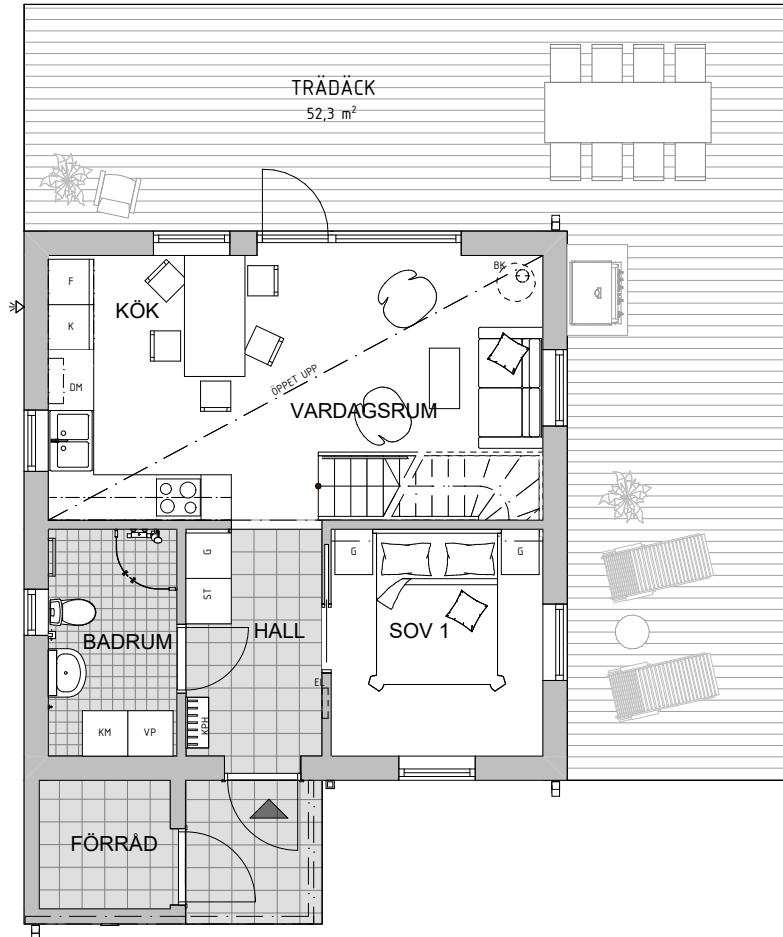 TRÄDÄCK
52,3 m²
BK
F
KÖK
K
ÖPPET UPP
DM
VARDAGSRUM
G
G
G
ST
BADRUM
HALL
SOV 1
EL
KPH
KM
VP
FÖRRÅD